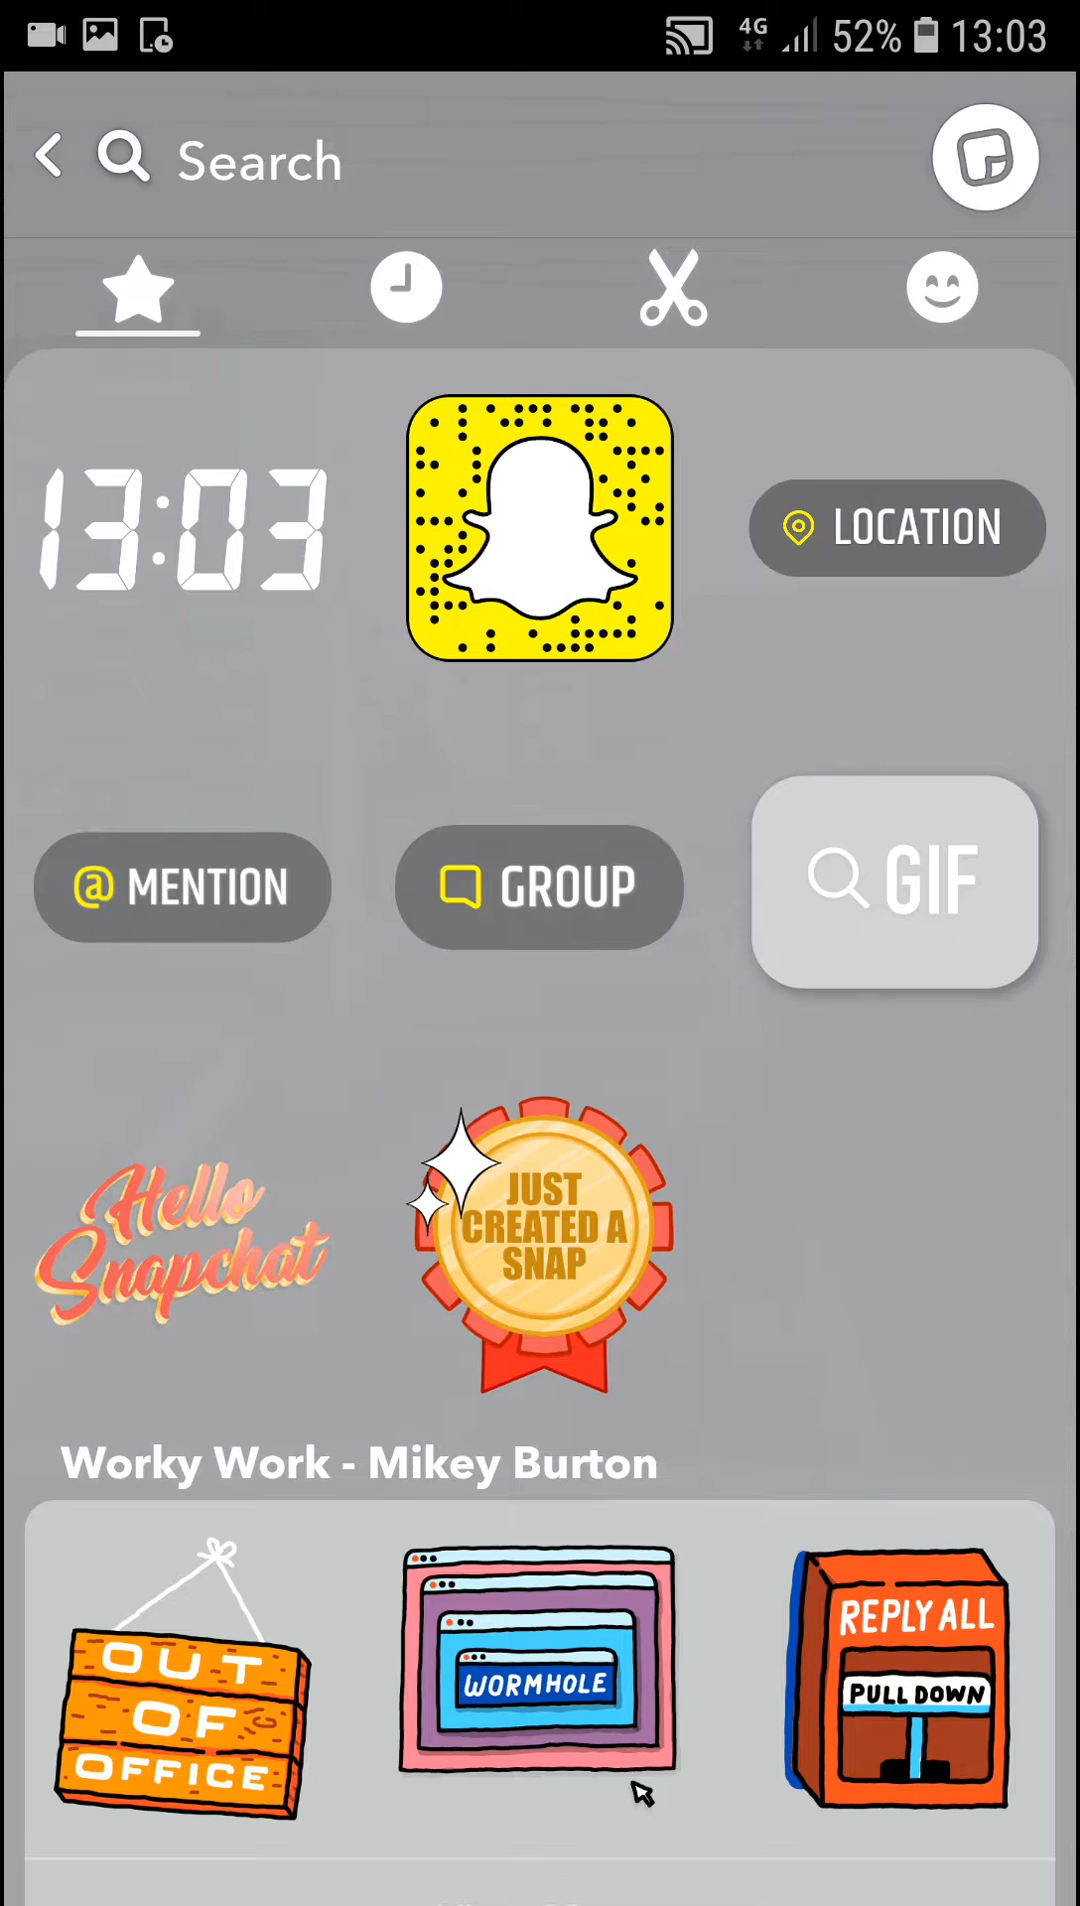 4G 52% 13:03
Search
13:03
LOCATION
@ MENTION
GROUP
GIF
Hello
Snapchat
JUST
CREATED A
SNAP
Worky Work - Mikey Burton
OUT
OF
OFFICE
WORMHOLE
REPLY ALL
PULL DOWN